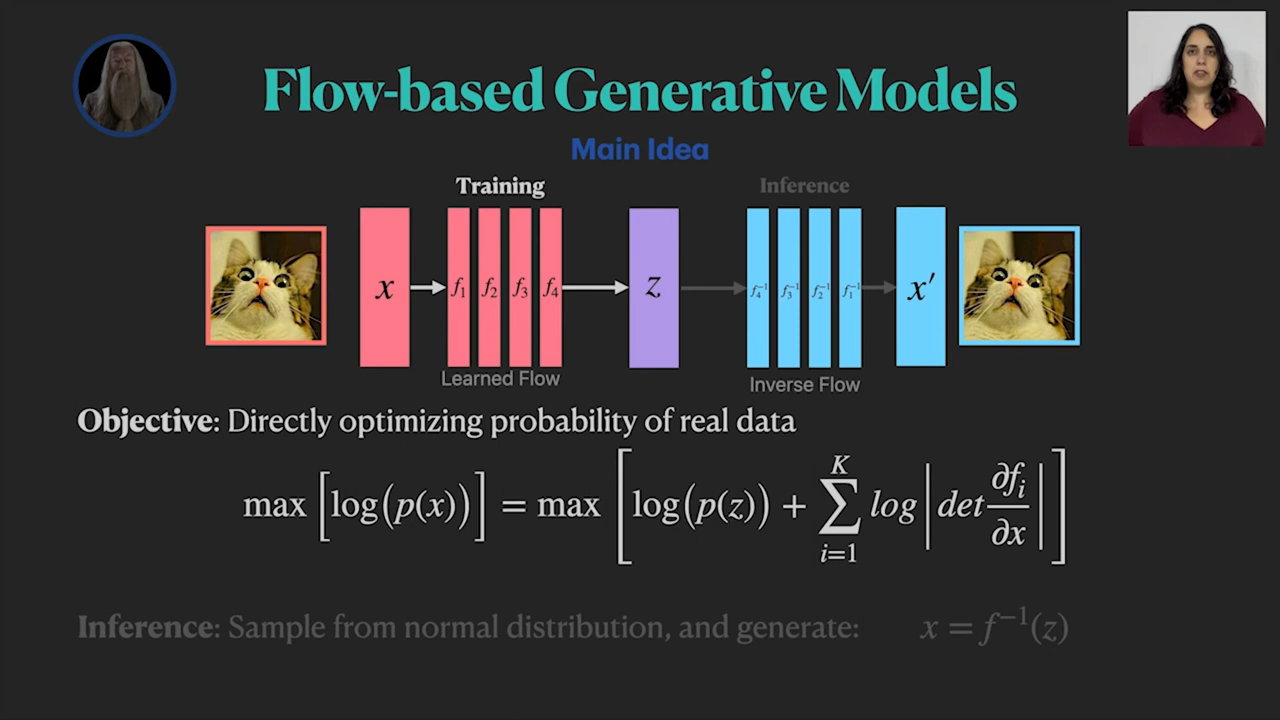 Flow-based Generative Models
Main Idea
Training
Inference
x
f₁
f₂
f₃
f₄
z
f₄⁻¹
f₃⁻¹
f₂⁻¹
f₁⁻¹
x′
Learned Flow
Inverse Flow
Objective: Directly optimizing probability of real data
max [log(p(x))] = max [log(p(z)) + ∑_{i=1}^{K} log|det ∂fᵢ/∂x|]
Inference: Sample from normal distribution, and generate: x = f⁻¹(z)